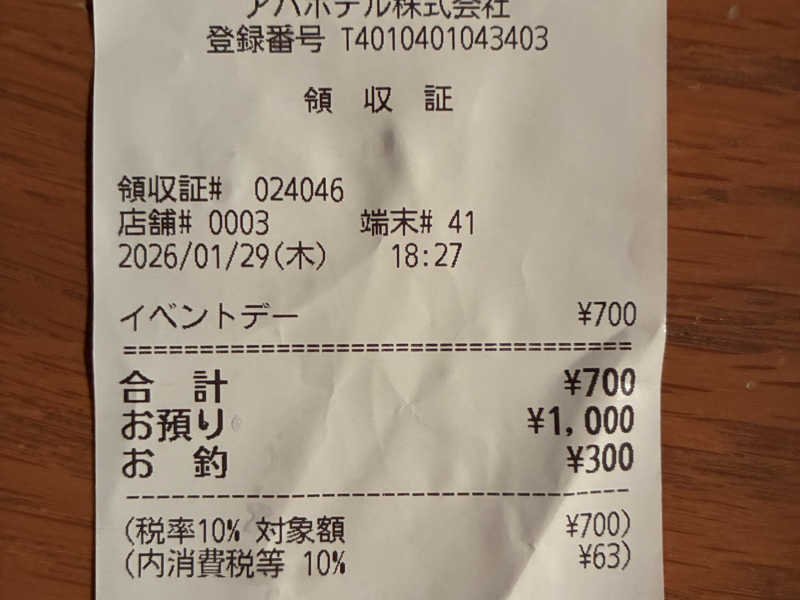 アパホテル株式会社
登録番号 T4010401043403
領 収 証
領収証# 024046
店舗# 0003 端末# 41
2026/01/29(木) 18:27
イベントデー ¥700
==================================
合 計 ¥700
お預り ¥1,000
お 釣 ¥300
----------------------------------
(税率10% 対象額 ¥700)
(内消費税等 10% ¥63)